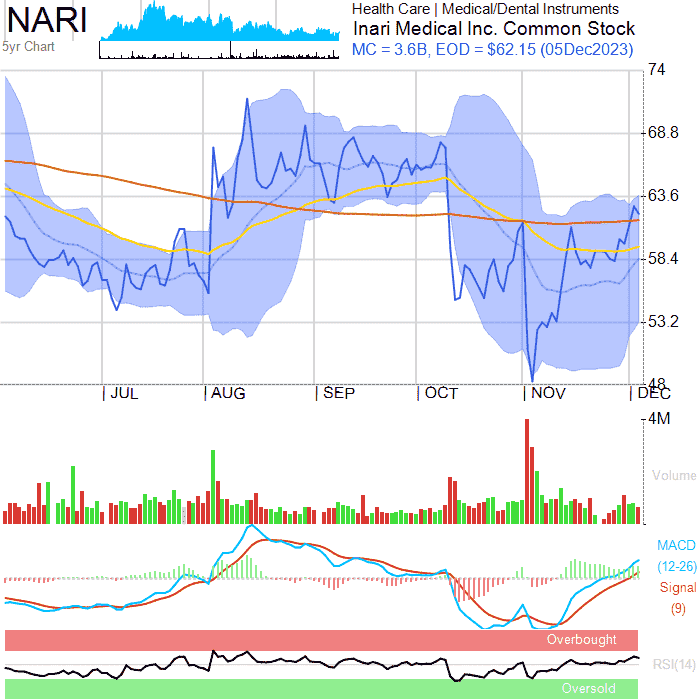 NARI
5yr Chart
Health Care | Medical/Dental Instruments
Inari Medical Inc. Common Stock
MC = 3.6B, EOD = $62.15 (05Dec2023)
74
68.8
63.6
58.4
53.2
48
JUL
AUG
SEP
OCT
NOV
DEC
4M
Volume
MACD
(12-26)
Signal
(9)
Overbought
RSI(14)
Oversold